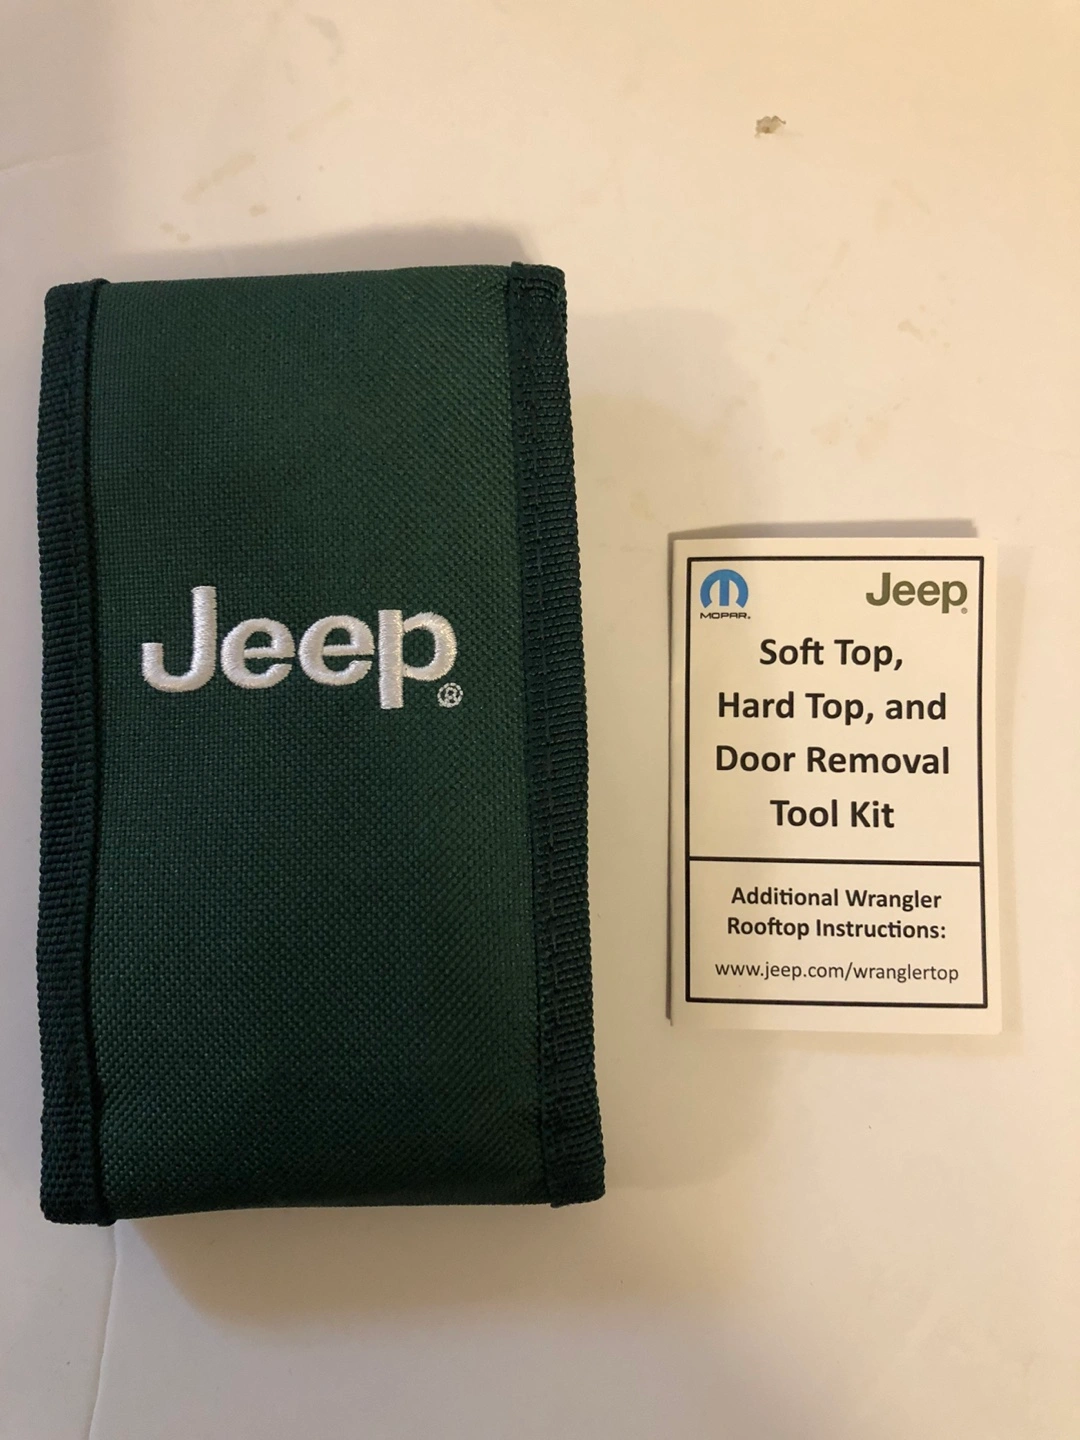 Jeep®
MOPAR.
Jeep®
Soft Top,
Hard Top, and
Door Removal
Tool Kit
Additional Wrangler
Rooftop Instructions:
www.jeep.com/wranglertop